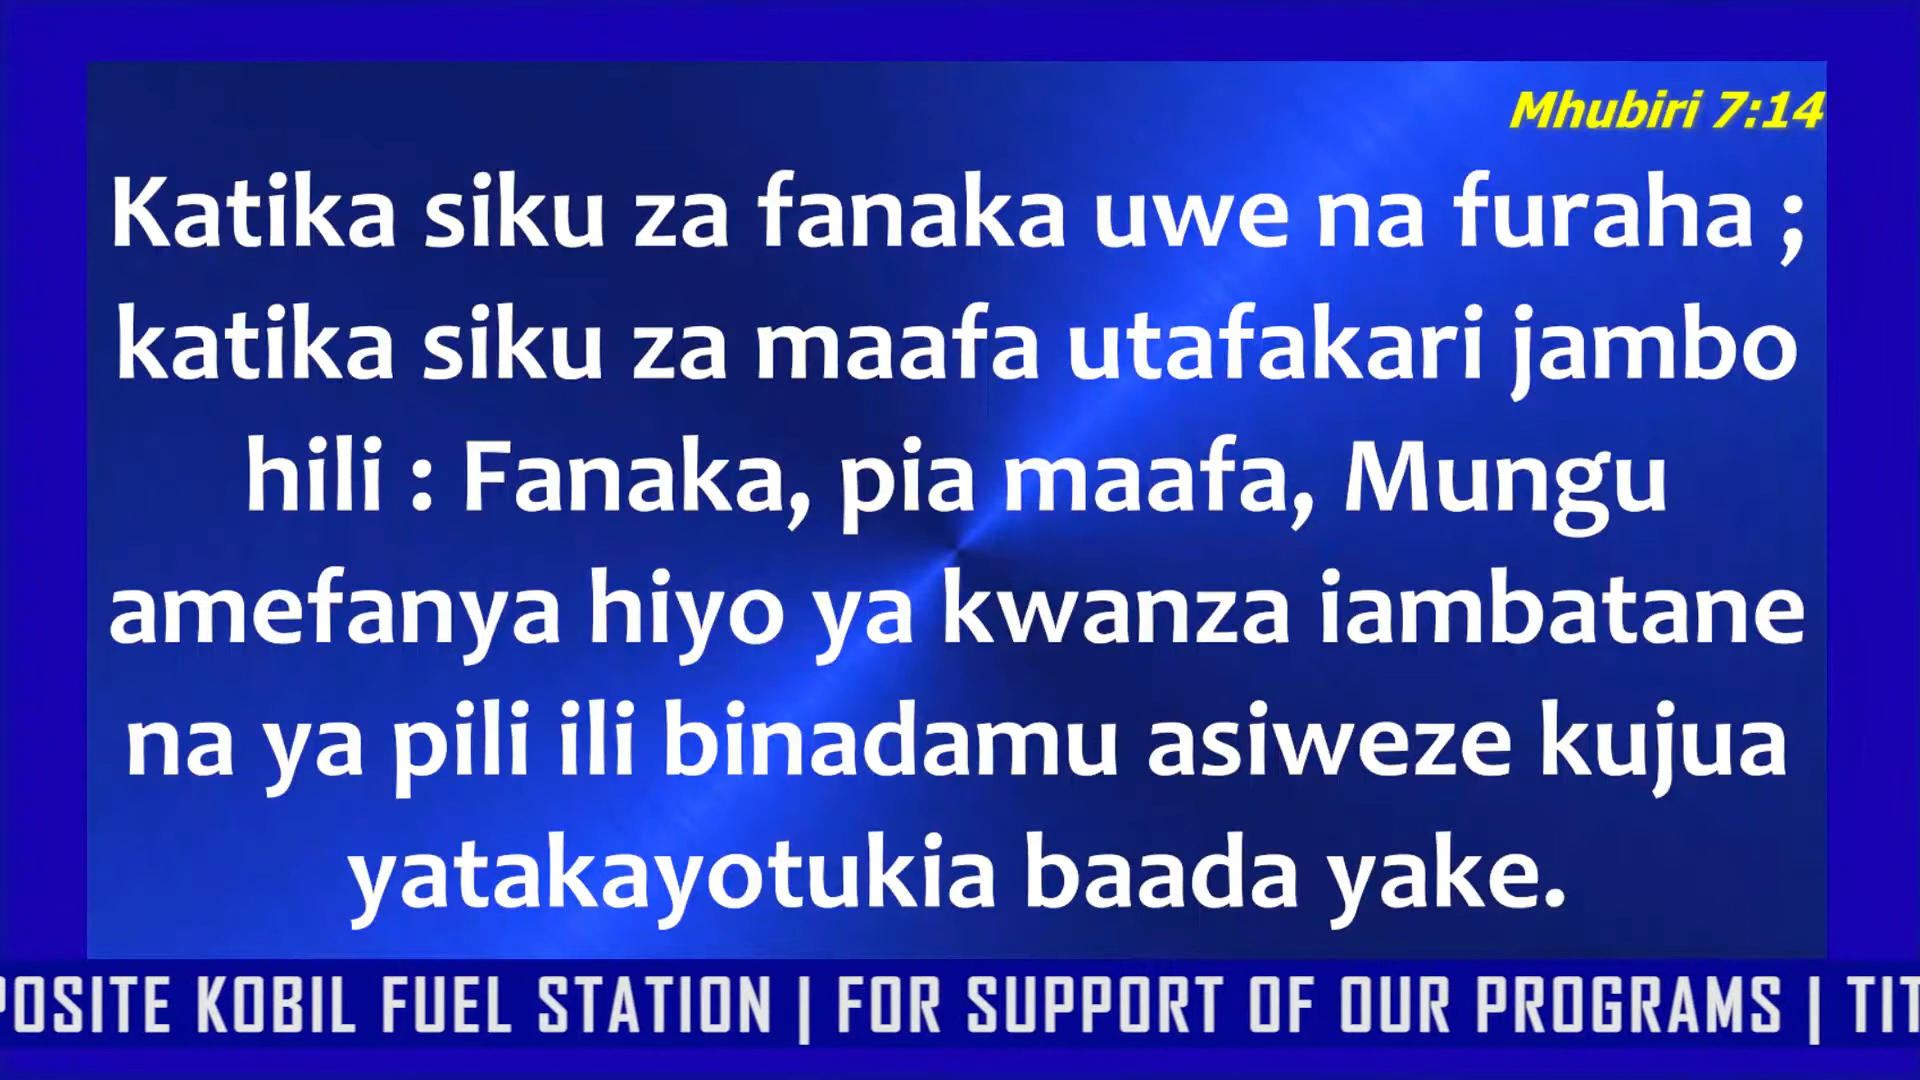 Mhubiri 7:14
Katika siku za fanaka uwe na furaha ;
katika siku za maafa utafakari jambo
hili : Fanaka, pia maafa, Mungu
amefanya hiyo ya kwanza iambatane
na ya pili ili binadamu asiweze kujua
yatakayotukia baada yake.
KOBIL FUEL STATION | FOR SUPPORT OF OUR PROGRAMS |